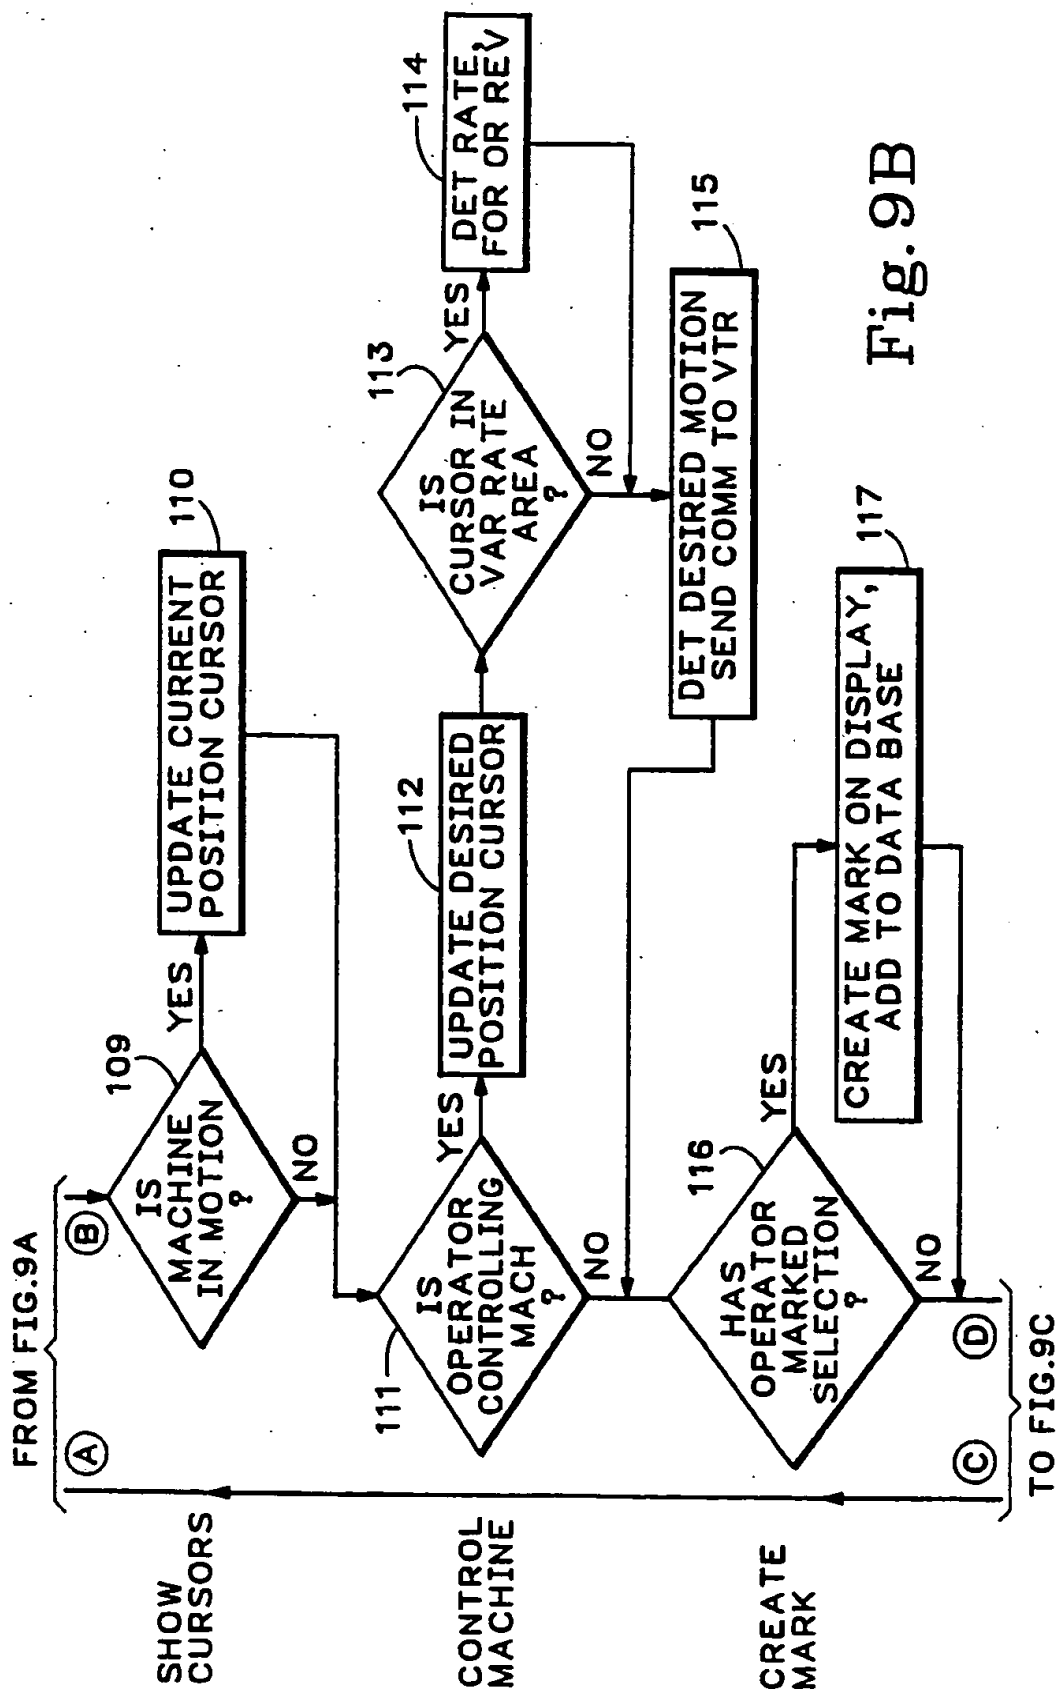 FROM FIG.9A
A
B
SHOW
CURSORS
109
IS
MACHINE
IN MOTION
?
YES
NO
110
UPDATE CURRENT
POSITION CURSOR
CONTROL
MACHINE
111
IS
OPERATOR
CONTROLLING
MACH
?
YES
NO
112
UPDATE DESIRED
POSITION CURSOR
113
IS
CURSOR IN
VAR RATE
AREA
?
YES
NO
114
DET RATE,
FOR OR REV
115
DET DESIRED MOTION
SEND COMM TO VTR
CREATE
MARK
116
HAS
OPERATOR
MARKED
SELECTION
?
YES
NO
117
CREATE MARK ON DISPLAY,
ADD TO DATA BASE
C
D
TO FIG.9C
Fig. 9B